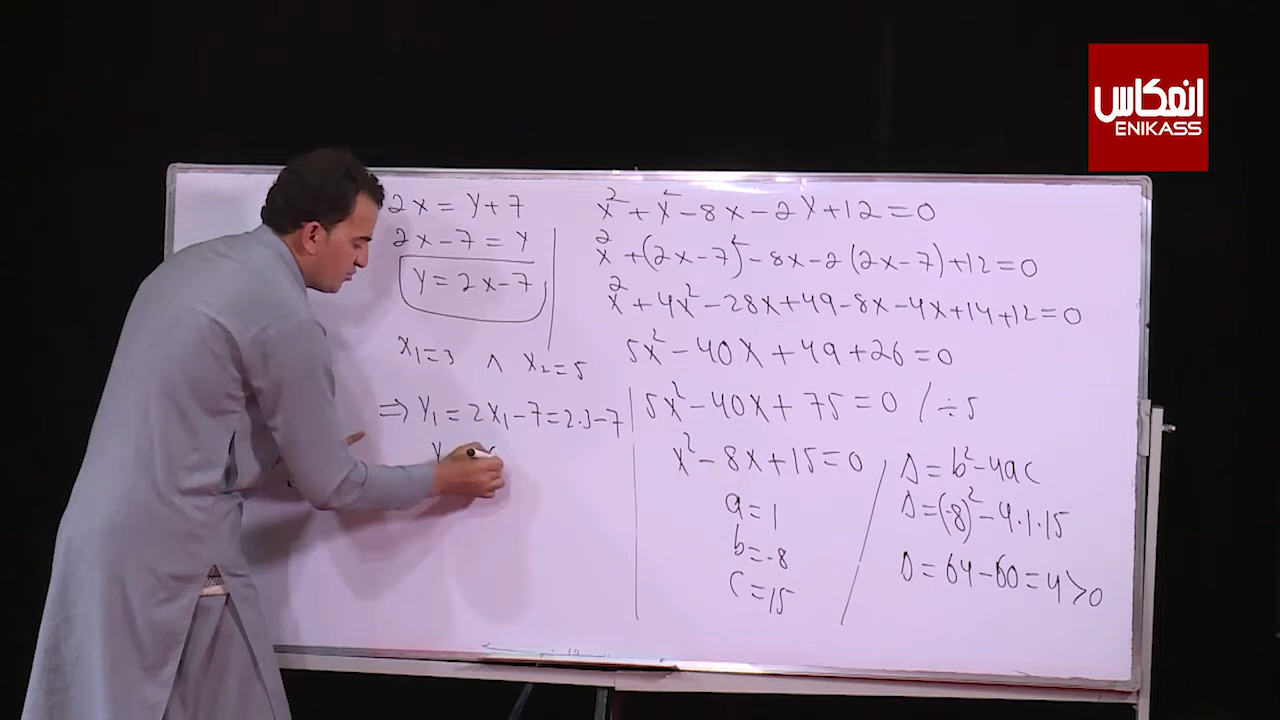 انعکاس
ENIKASS
2x = y + 7
2x - 7 = y
y = 2x - 7
x₁ = 3 ∧ x₂ = 5
⇒ y₁ = 2x₁ - 7 = 2·3 - 7
x² + y² - 8x - 2y + 12 = 0
x² + (2x - 7)² - 8x - 2(2x - 7) + 12 = 0
x² + 4x² - 28x + 49 - 8x - 4x + 14 + 12 = 0
5x² - 40x + 49 + 26 = 0
5x² - 40x + 75 = 0 / ÷ 5
x² - 8x + 15 = 0
a = 1
b = -8
c = 15
Δ = b² - 4ac
Δ = (-8)² - 4·1·15
Δ = 64 - 60 = 4 > 0